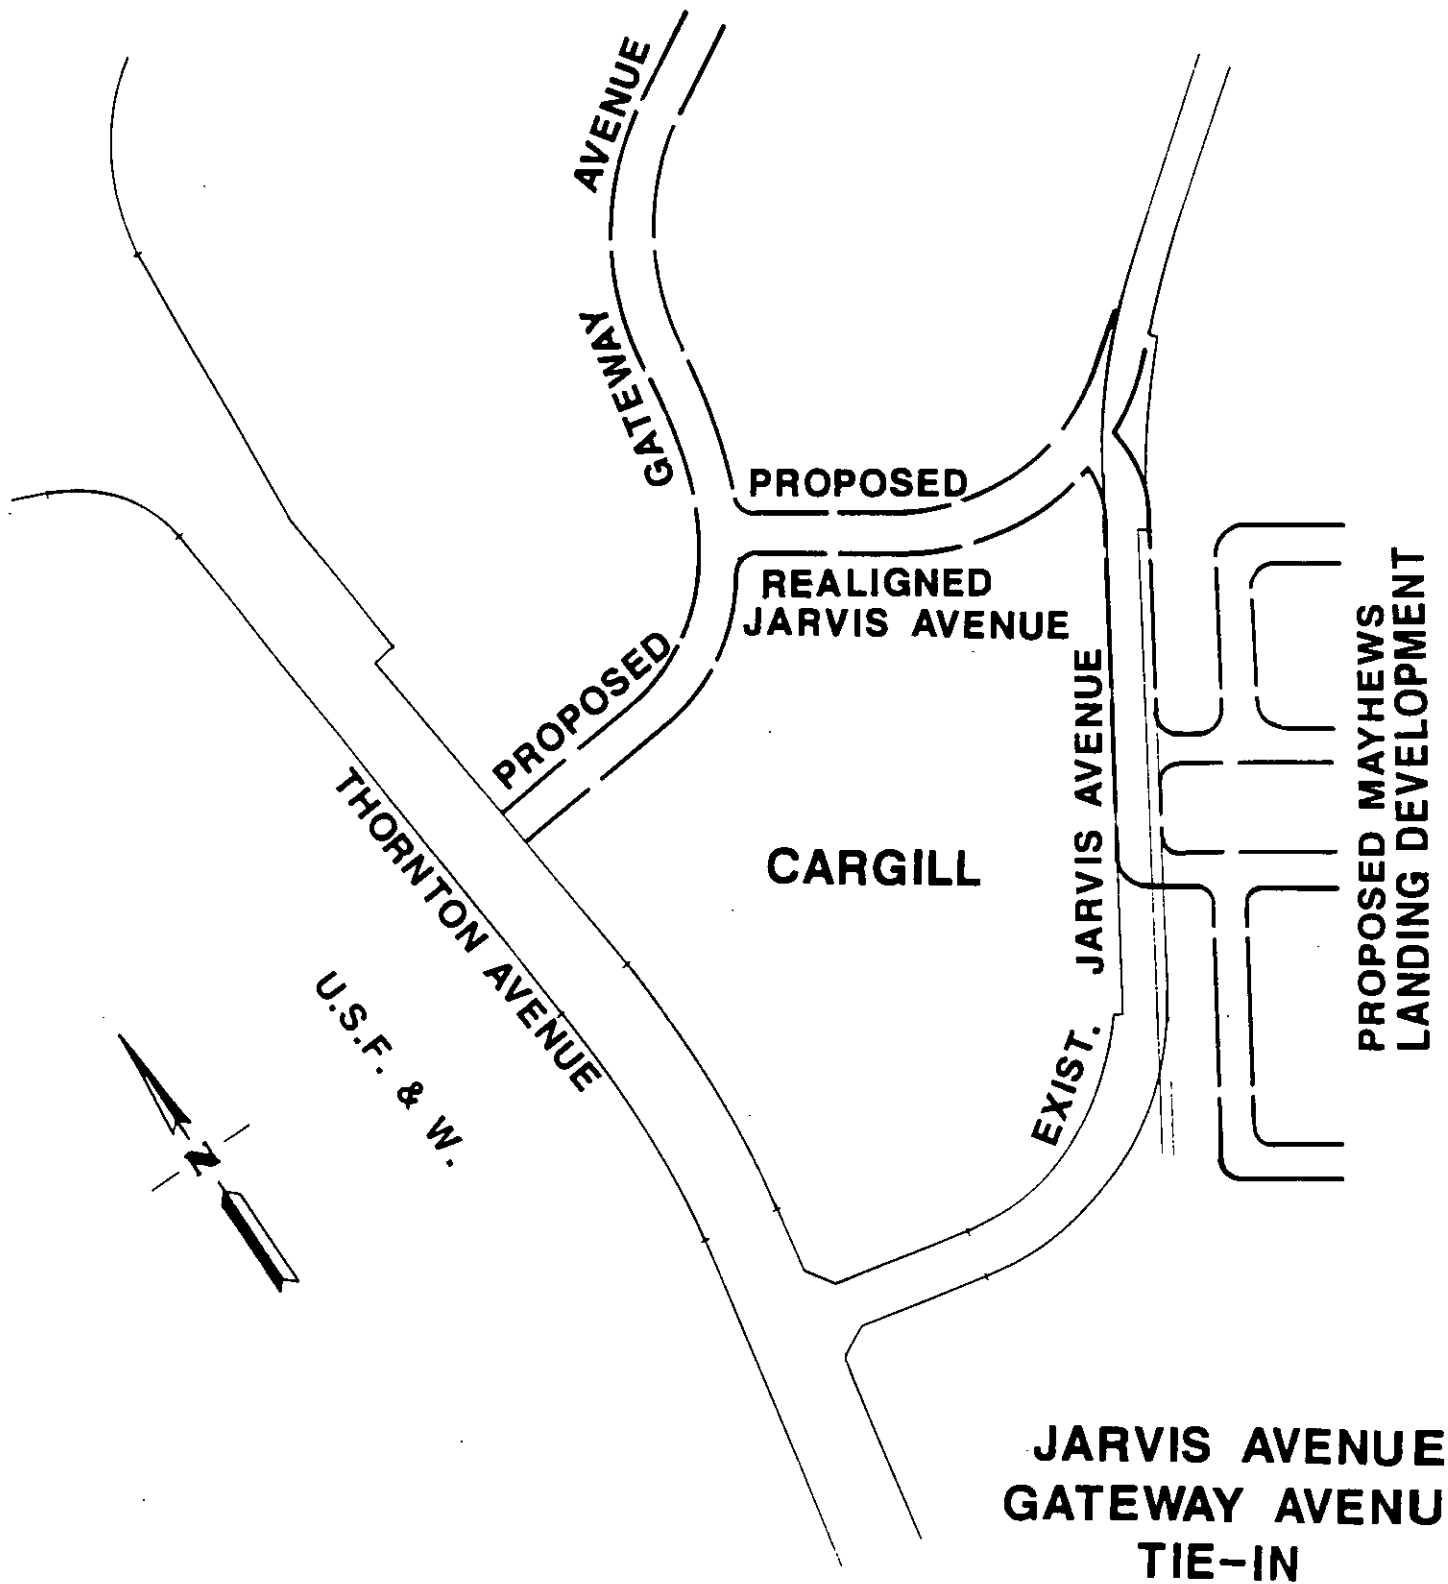 PROPOSED GATEWAY AVENUE
PROPOSED
REALIGNED
JARVIS AVENUE
THORNTON AVENUE
U.S.F. & W.
CARGILL
EXIST. JARVIS AVENUE
PROPOSED MAYHEWS
LANDING DEVELOPMENT
N
JARVIS AVENUE
GATEWAY AVENU
TIE-IN